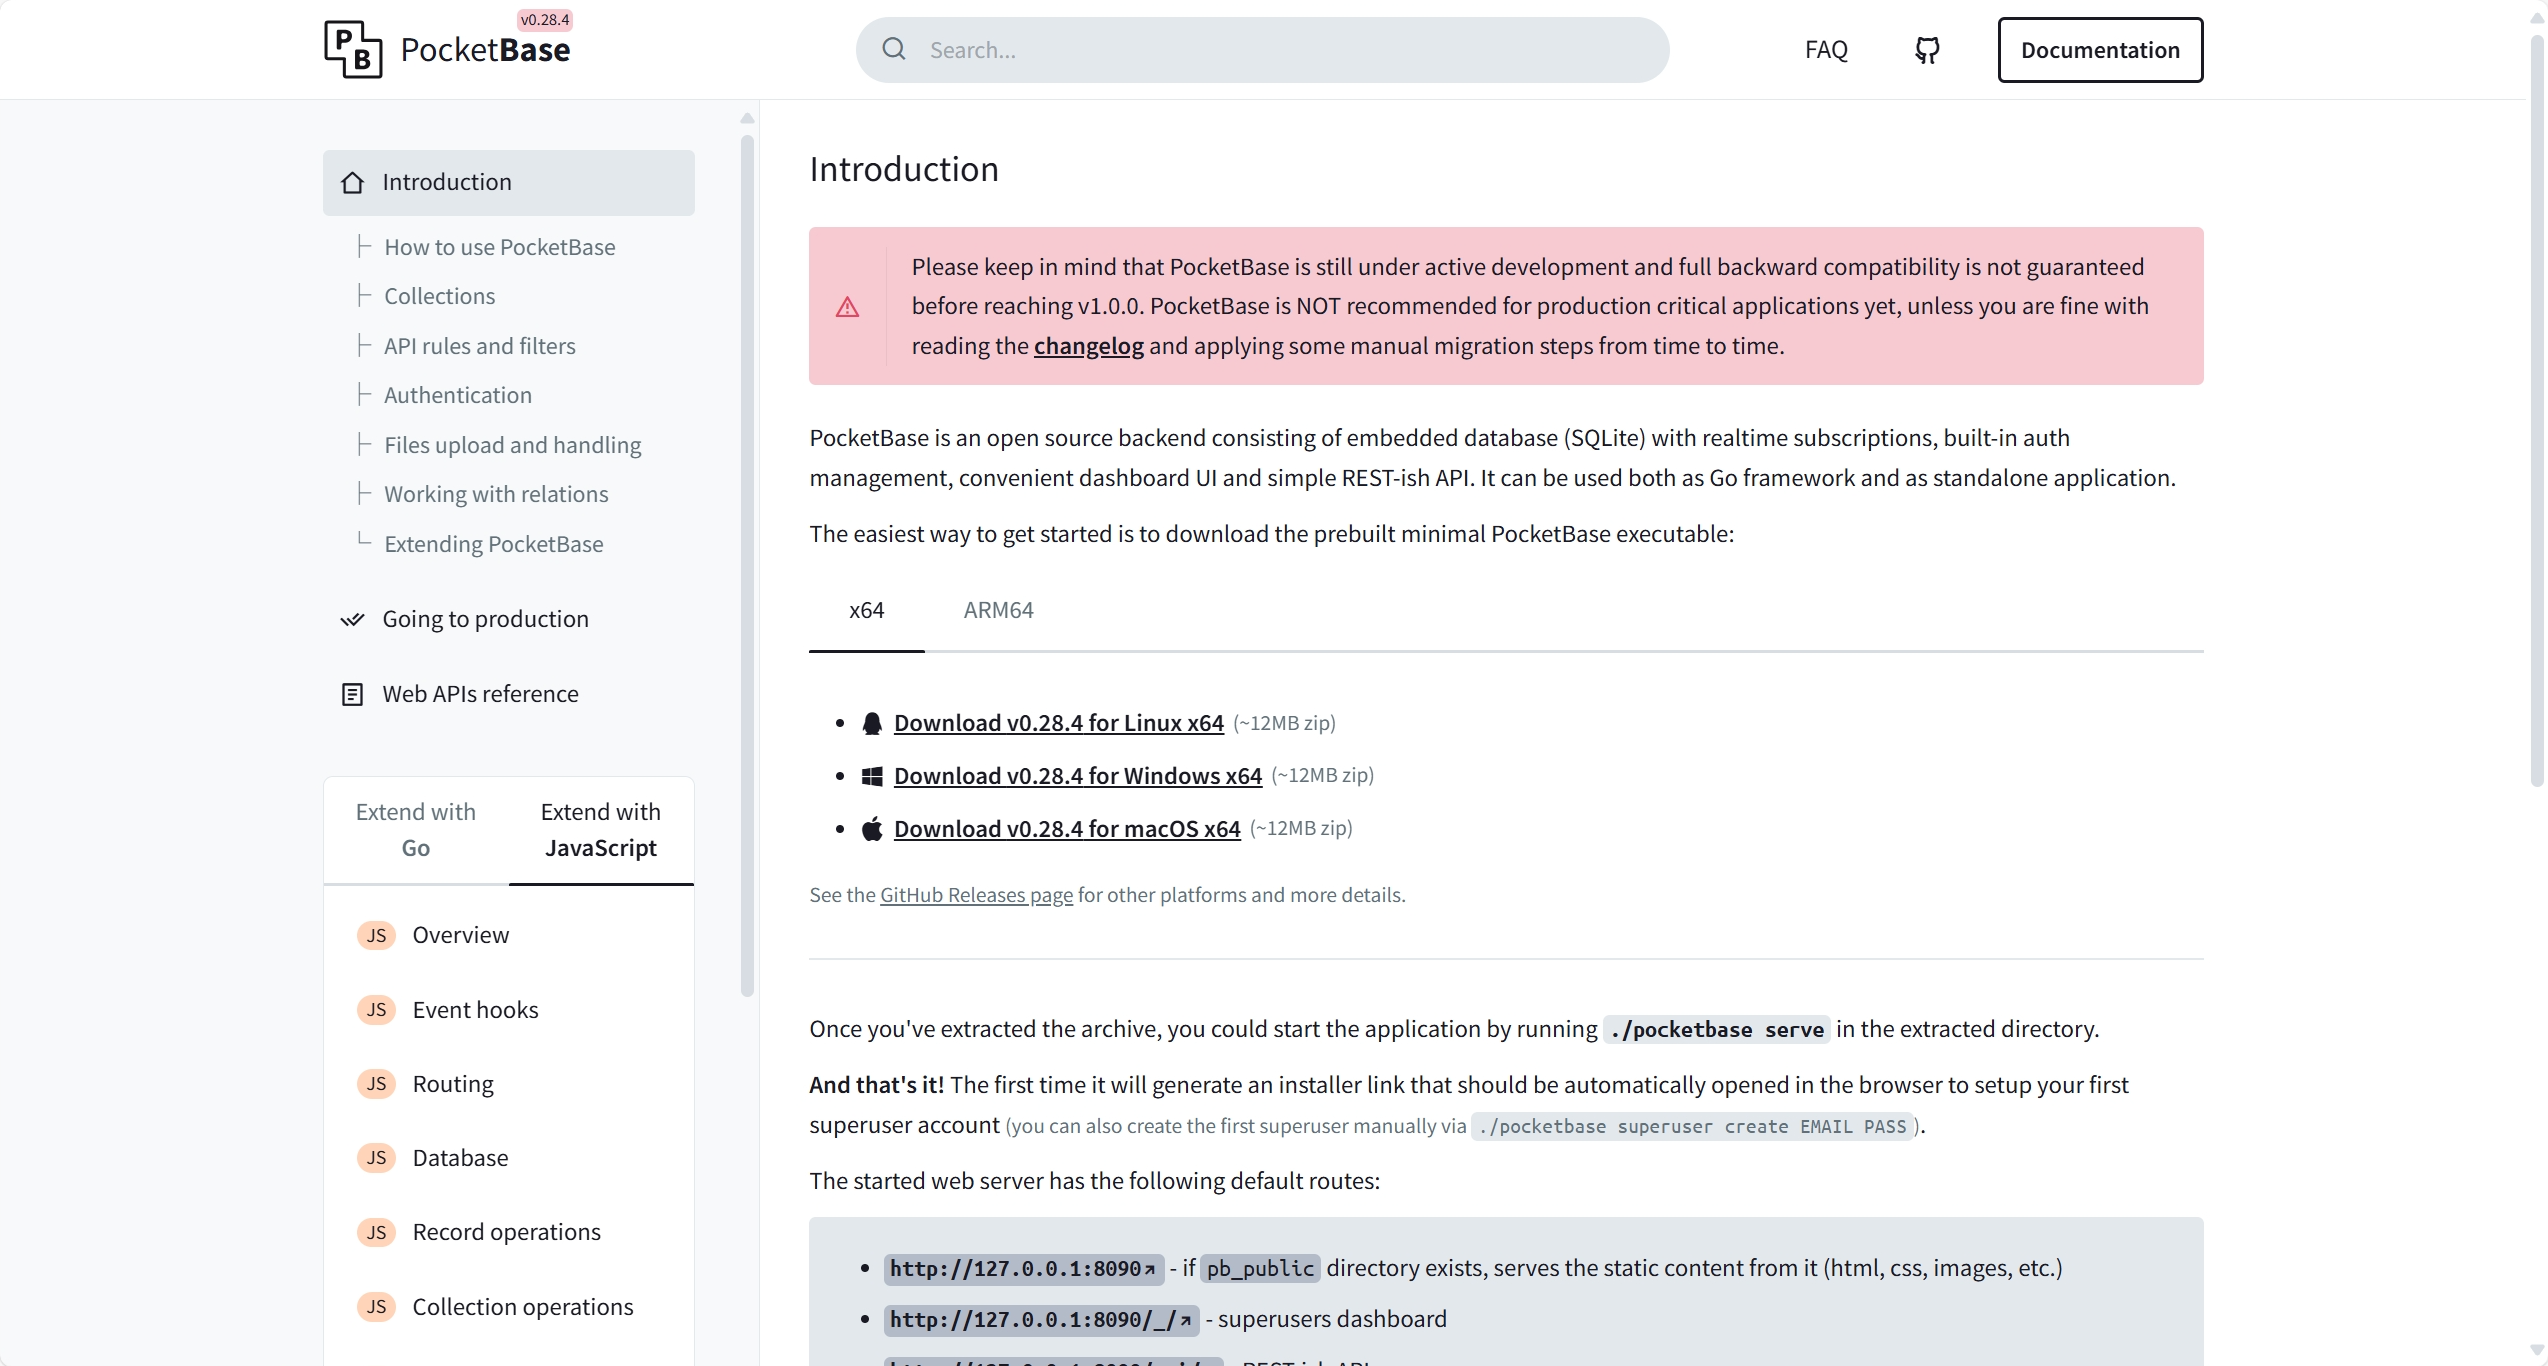 PocketBase
v0.28.4
Search...
FAQ
Documentation
Introduction
How to use PocketBase
Collections
API rules and filters
Authentication
Files upload and handling
Working with relations
Extending PocketBase
Going to production
Web APIs reference
Extend with
Go
Extend with
JavaScript
JS Overview
JS Event hooks
JS Routing
JS Database
JS Record operations
JS Collection operations
Introduction
Please keep in mind that PocketBase is still under active development and full backward compatibility is not guaranteed
before reaching v1.0.0. PocketBase is NOT recommended for production critical applications yet, unless you are fine with
reading the changelog and applying some manual migration steps from time to time.
PocketBase is an open source backend consisting of embedded database (SQLite) with realtime subscriptions, built-in auth
management, convenient dashboard UI and simple REST-ish API. It can be used both as Go framework and as standalone application.
The easiest way to get started is to download the prebuilt minimal PocketBase executable:
x64 ARM64
Download v0.28.4 for Linux x64 (~12MB zip)
Download v0.28.4 for Windows x64 (~12MB zip)
Download v0.28.4 for macOS x64 (~12MB zip)
See the GitHub Releases page for other platforms and more details.
Once you've extracted the archive, you could start the application by running ./pocketbase serve in the extracted directory.
And that's it! The first time it will generate an installer link that should be automatically opened in the browser to setup your first
superuser account (you can also create the first superuser manually via ./pocketbase superuser create EMAIL PASS).
The started web server has the following default routes:
http://127.0.0.1:8090 - if pb_public directory exists, serves the static content from it (html, css, images, etc.)
http://127.0.0.1:8090/_/ - superusers dashboard